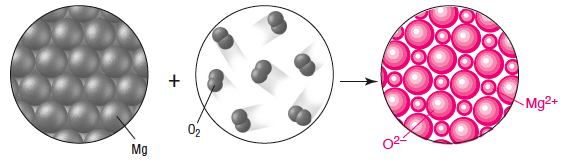 Mg
+
O₂
O²⁻
Mg²⁺